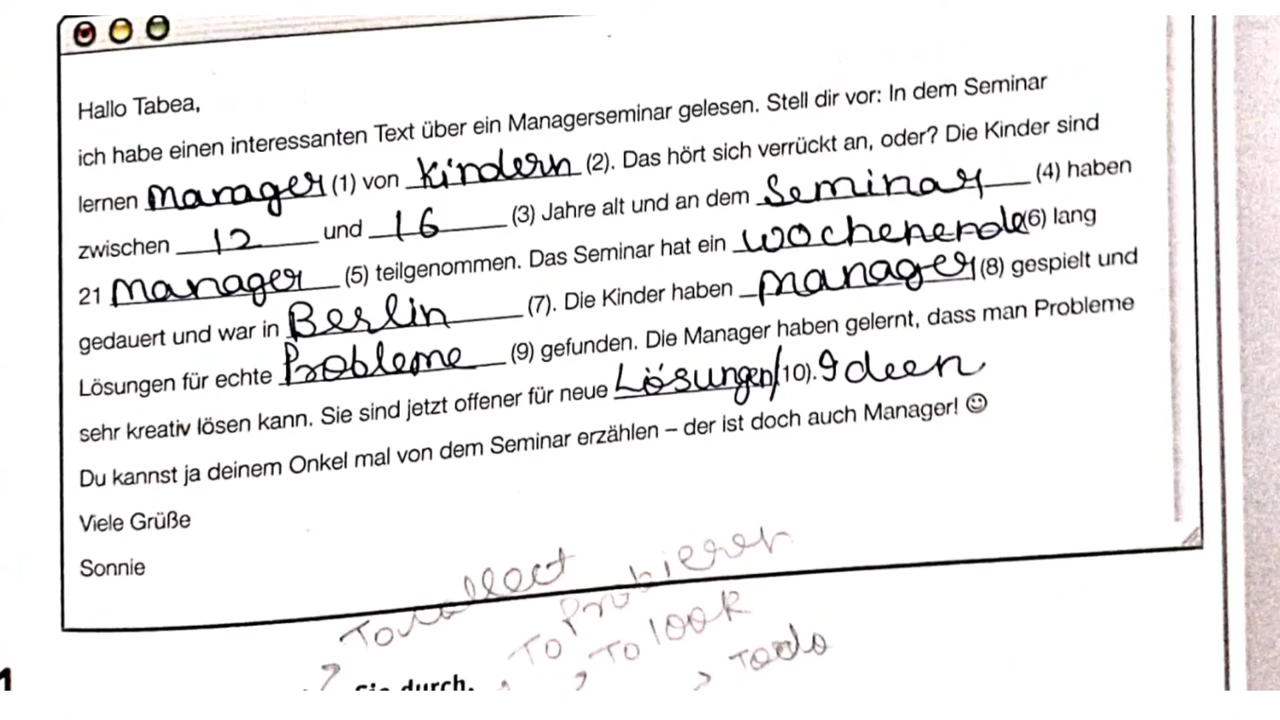 Hallo Tabea,
ich habe einen interessanten Text über ein Managerseminar gelesen. Stell dir vor: In dem Seminar
lernen Manager (1) von Kindern (2). Das hört sich verrückt an, oder? Die Kinder sind
zwischen 12 und 16 (3) Jahre alt und an dem Seminar (4) haben
21 Manager (5) teilgenommen. Das Seminar hat ein wochenende (6) lang
gedauert und war in Berlin (7). Die Kinder haben manager (8) gespielt und
Lösungen für echte Probleme (9) gefunden. Die Manager haben gelernt, dass man Probleme
sehr kreativ lösen kann. Sie sind jetzt offener für neue Lösungen/ (10). Ideen
Du kannst ja deinem Onkel mal von dem Seminar erzählen – der ist doch auch Manager! ☺
Viele Grüße
Sonnie
To collect
To Probieren
To look
To do
1
Sie durch.